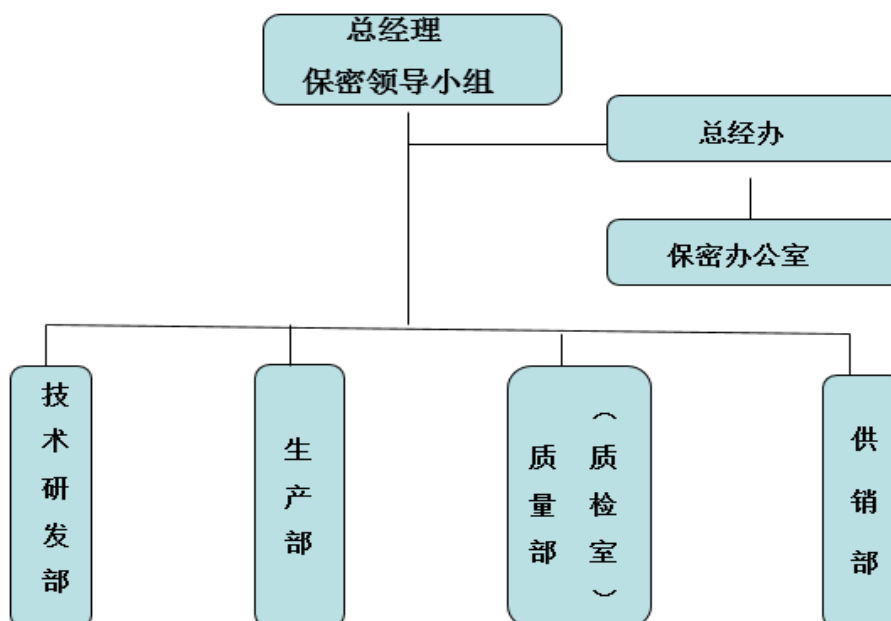 总经理
保密领导小组
总经办
保密办公室
技术研发部
生产部
质量部
（质检室）
供销部